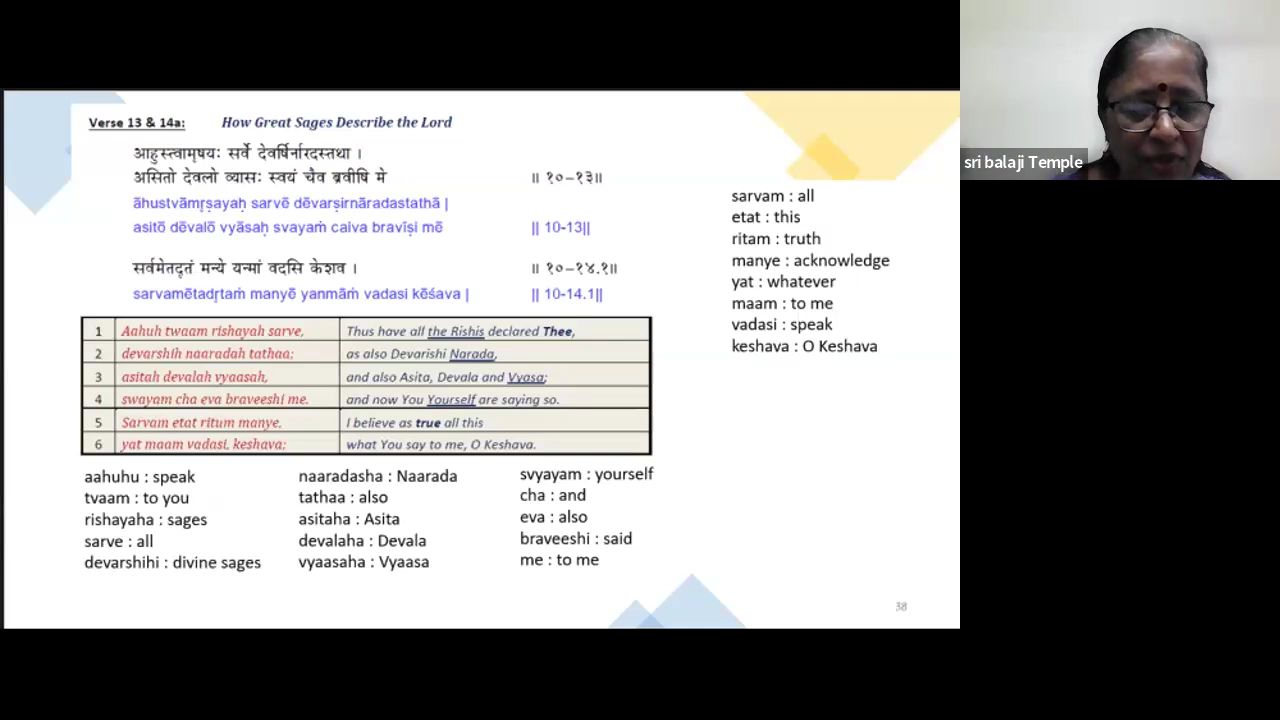 Verse 13 & 14a: How Great Sages Describe the Lord
आहुस्त्वामृषयः सर्वे देवर्षिर्नारदस्तथा ।
असितो देवलो व्यासः स्वयं चैव ब्रवीषि मे ॥ १०-१३॥
āhustvāmr̥ṣayaḥ sarvē dēvarṣirnāradastathā |
asitō dēvalō vyāsaḥ svayaṁ caiva bravīṣi mē || 10-13||
सर्वमेतदृतं मन्ये यन्मां वदसि केशव । ॥ १०-१४.१॥
sarvamētadr̥taṁ manyē yanmāṁ vadasi kēśava | || 10-14.1||
1 Aahuh twaam rishayah sarve, Thus have all the Rishis declared Thee,
2 devarshih naaradah tathaa; as also Devarishi Narada,
3 asitah devalah vyaasah, and also Asita, Devala and Vyasa;
4 swayam cha eva braveeshi me. and now You Yourself are saying so.
5 Sarvam etat ritum manye, I believe as true all this
6 yat maam vadasi, keshava; what You say to me, O Keshava.
aahuhu : speak
tvaam : to you
rishayaha : sages
sarve : all
devarshihi : divine sages
naaradasha : Naarada
tathaa : also
asitaha : Asita
devalaha : Devala
vyaasaha : Vyaasa
svyayam : yourself
cha : and
eva : also
braveeshi : said
me : to me
sarvam : all
etat : this
ritam : truth
manye : acknowledge
yat : whatever
maam : to me
vadasi : speak
keshava : O Keshava
38
sri balaji Temple